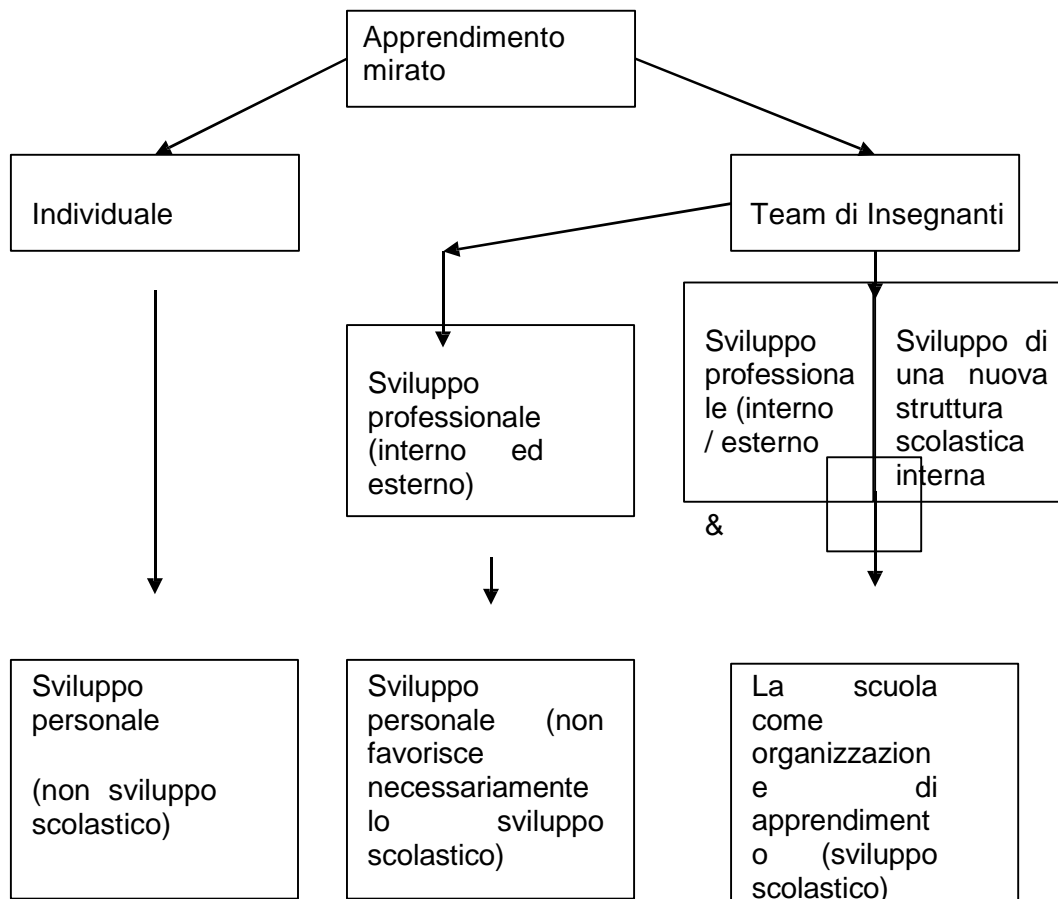 Apprendimento
mirato
Individuale
Team di Insegnanti
Sviluppo
professionale
(interno ed
esterno)
Sviluppo
professiona
le (interno
/ esterno
&
Sviluppo di
una nuova
struttura
scolastica
interna
Sviluppo
personale
(non sviluppo
scolastico)
Sviluppo
personale (non
favorisce
necessariamente
lo sviluppo
scolastico)
La scuola
come
organizzazion
e di
apprendiment
o (sviluppo
scolastico)